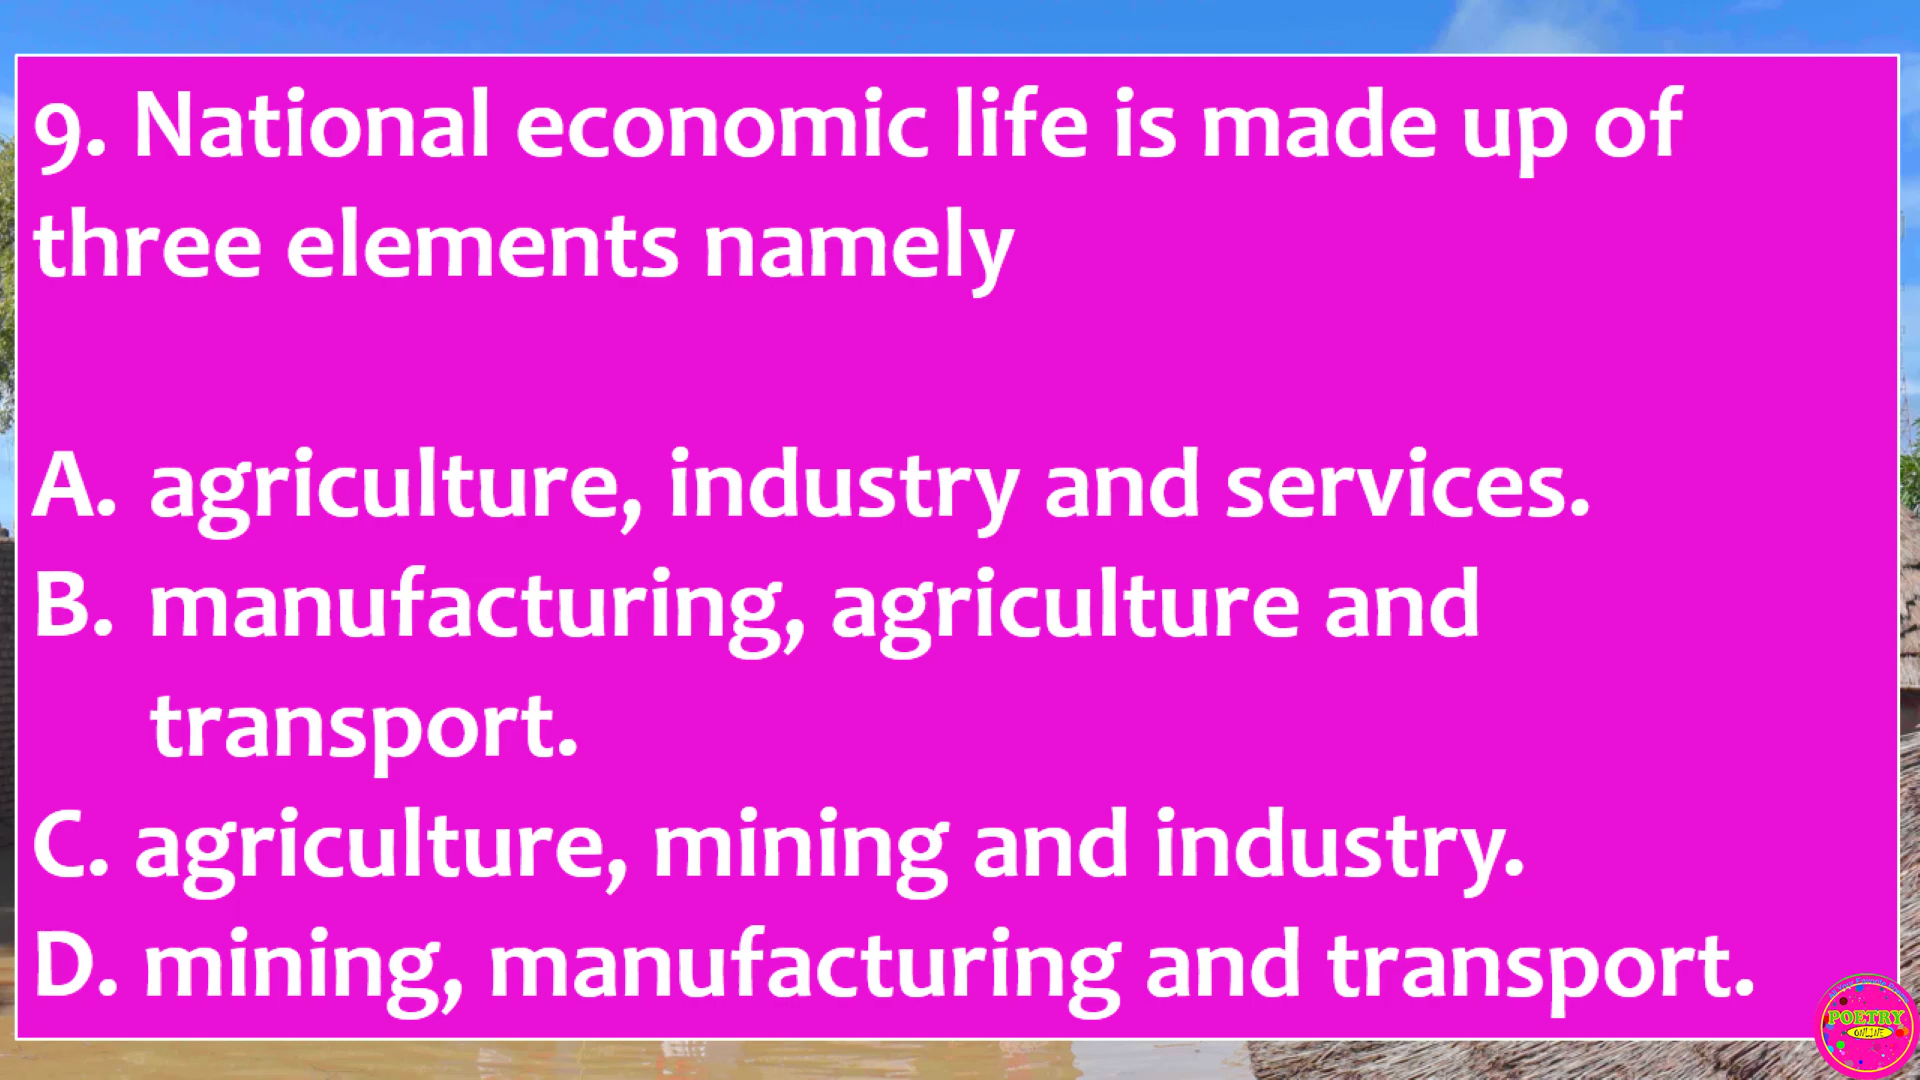 9. National economic life is made up of
three elements namely
A. agriculture, industry and services.
B. manufacturing, agriculture and
transport.
C. agriculture, mining and industry.
D. mining, manufacturing and transport.
POETRY
ONLINE